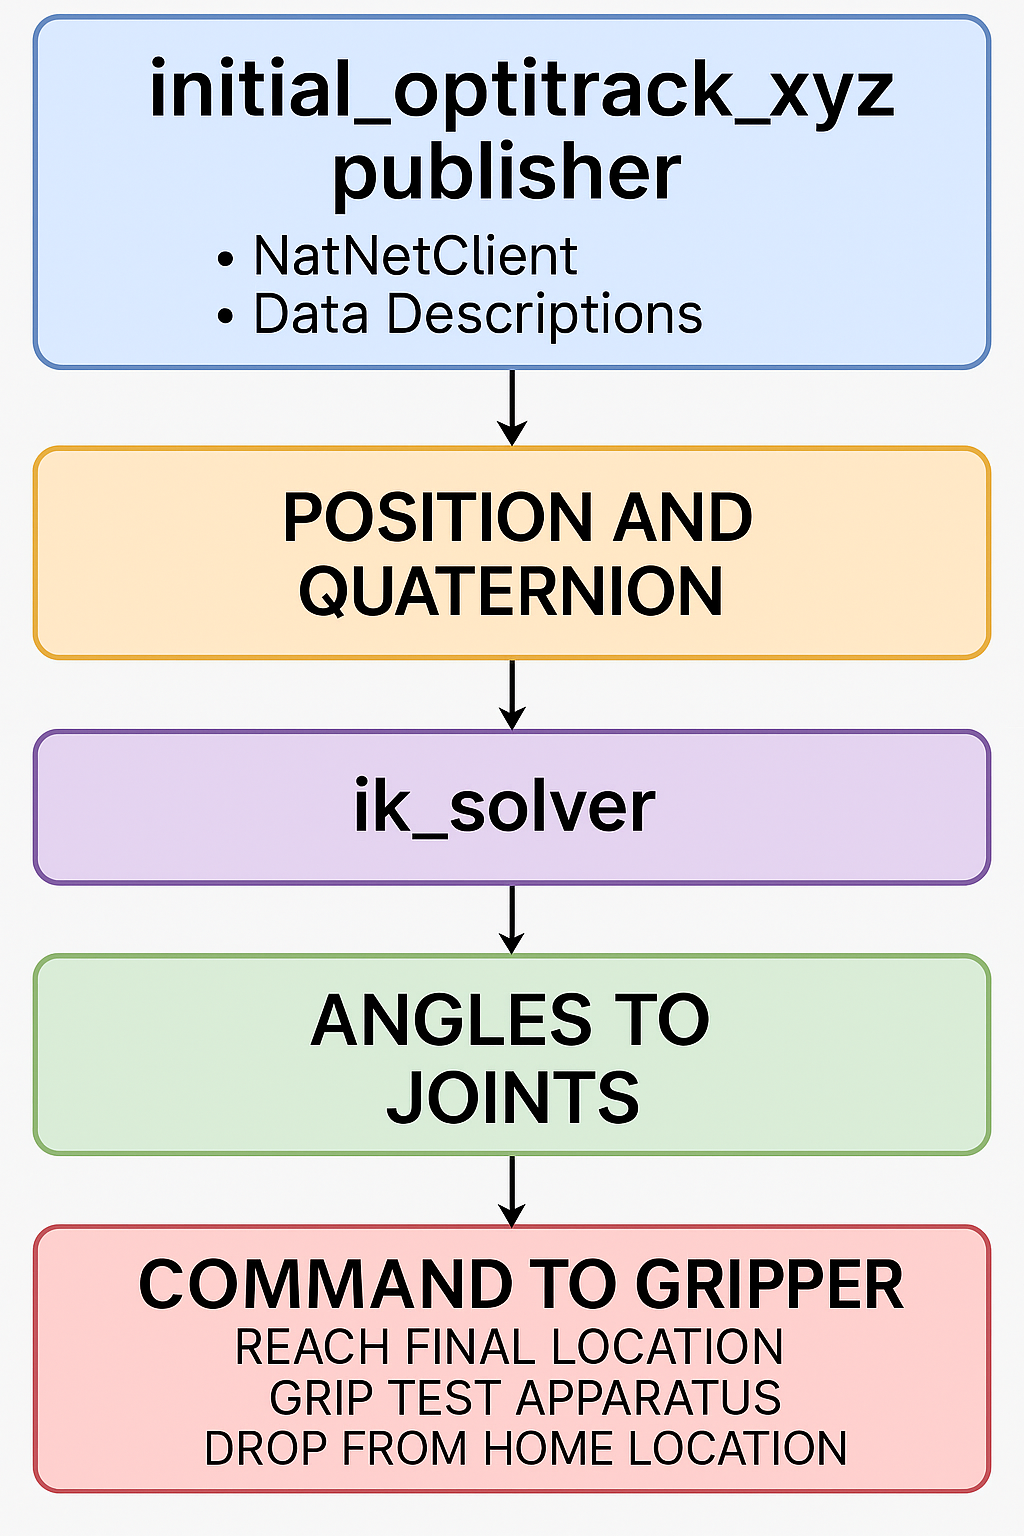 initial_optitrack_xyz
publisher
• NatNetClient
• Data Descriptions
POSITION AND
QUATERNION
ik_solver
ANGLES TO
JOINTS
COMMAND TO GRIPPER
REACH FINAL LOCATION
GRIP TEST APPARATUS
DROP FROM HOME LOCATION